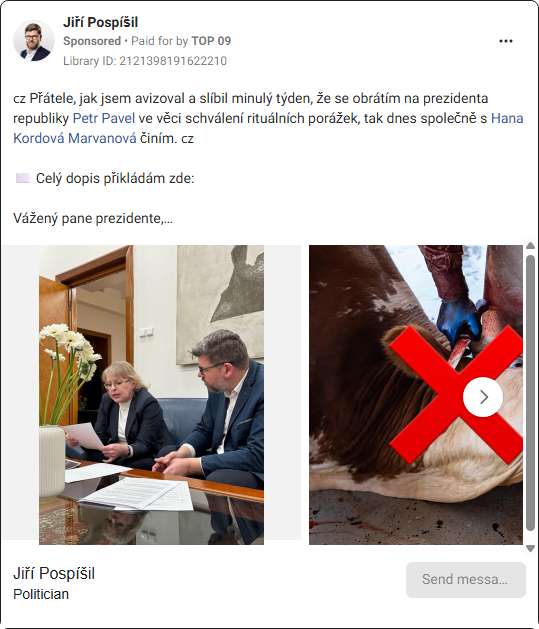 Jiří Pospíšil
Sponsored • Paid for by TOP 09
Library ID: 2121398191622210
cz Přátele, jak jsem avizoval a slíbil minulý týden, že se obrátím na prezidenta
republiky Petr Pavel ve věci schválení rituálních porážek, tak dnes společně s Hana
Kordová Marvanová činím. cz
Celý dopis přikládám zde:
Vážený pane prezidente,...
Jiří Pospíšil
Politician
Send messa...